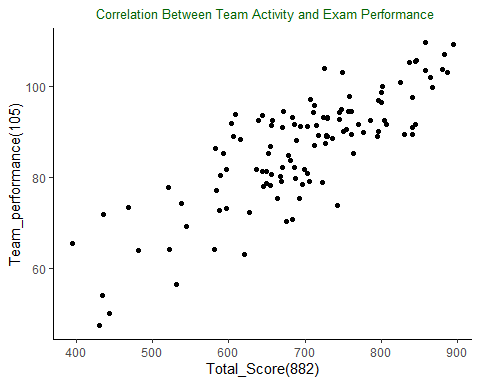 Correlation Between Team Activity and Exam Performance
Team_performance(105)
100
80
60
400 500 600 700 800 900
Total_Score(882)